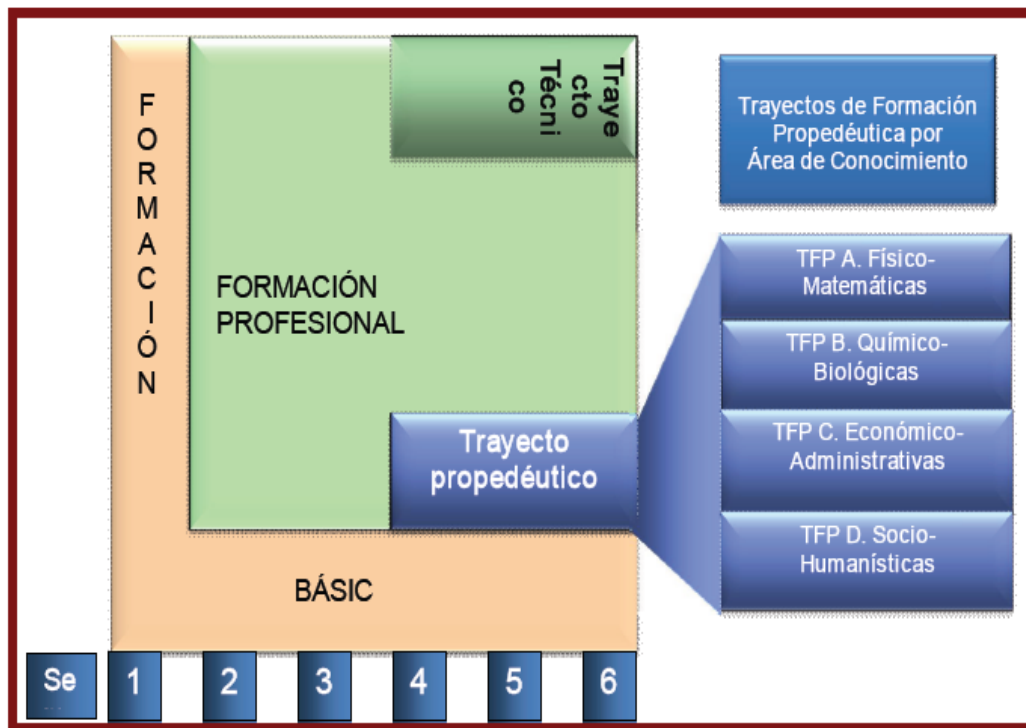 FORMACIÓN
FORMACIÓN
PROFESIONAL
Traye
cto
Técni
co
Trayecto
propedéutico
BÁSIC
Se
1
2
3
4
5
6
Trayectos de Formación
Propedéutica por
Área de Conocimiento
TFP A. Físico-
Matemáticas
TFP B. Químico-
Biológicas
TFP C. Económico-
Administrativas
TFP D. Socio-
Humanísticas